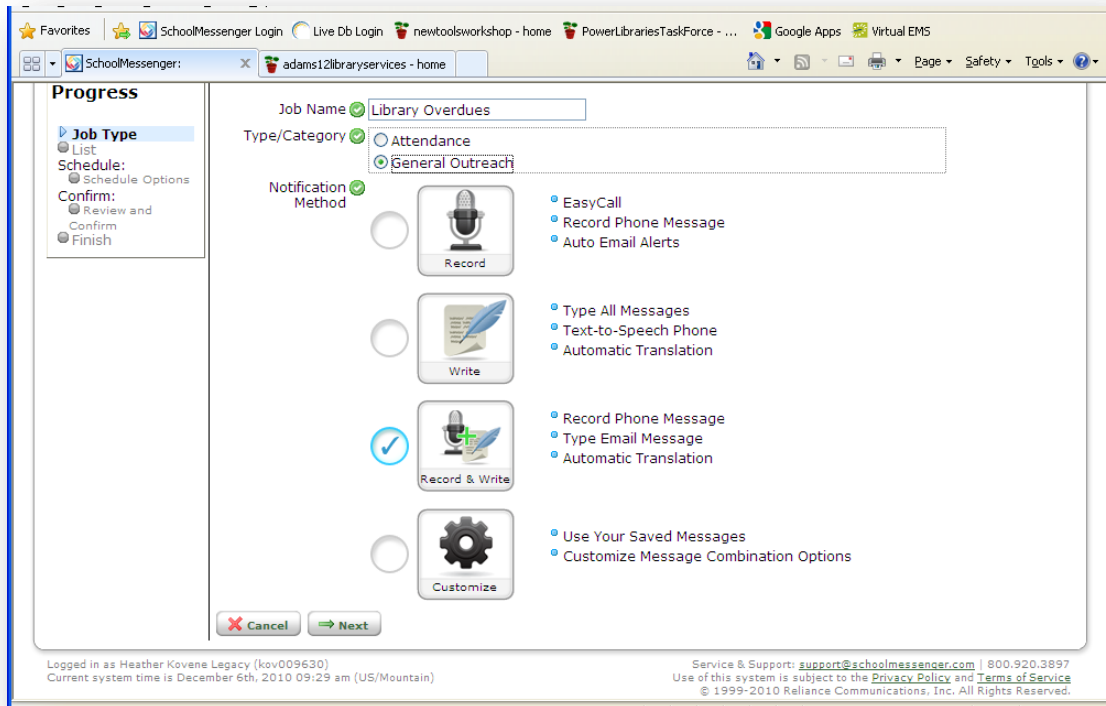 Favorites SchoolMessenger Login Live Db Login newtoolsworkshop - home PowerLibrariesTaskForce - ... Google Apps Virtual EMS
SchoolMessenger: X adams12libraryservices - home Page Safety Tools
Progress
Job Type
List
Schedule:
Schedule Options
Confirm:
Review and
Confirm
Finish
Job Name Library Overdues
Type/Category Attendance
General Outreach
Notification
Method
Record
EasyCall
Record Phone Message
Auto Email Alerts
Write
Type All Messages
Text-to-Speech Phone
Automatic Translation
Record & Write
Record Phone Message
Type Email Message
Automatic Translation
Customize
Use Your Saved Messages
Customize Message Combination Options
Cancel Next
Logged in as Heather Kovene Legacy (kov009630)
Current system time is December 6th, 2010 09:29 am (US/Mountain)
Service & Support: support@schoolmessenger.com | 800.920.3897
Use of this system is subject to the Privacy Policy and Terms of Service
© 1999-2010 Reliance Communications, Inc. All Rights Reserved.